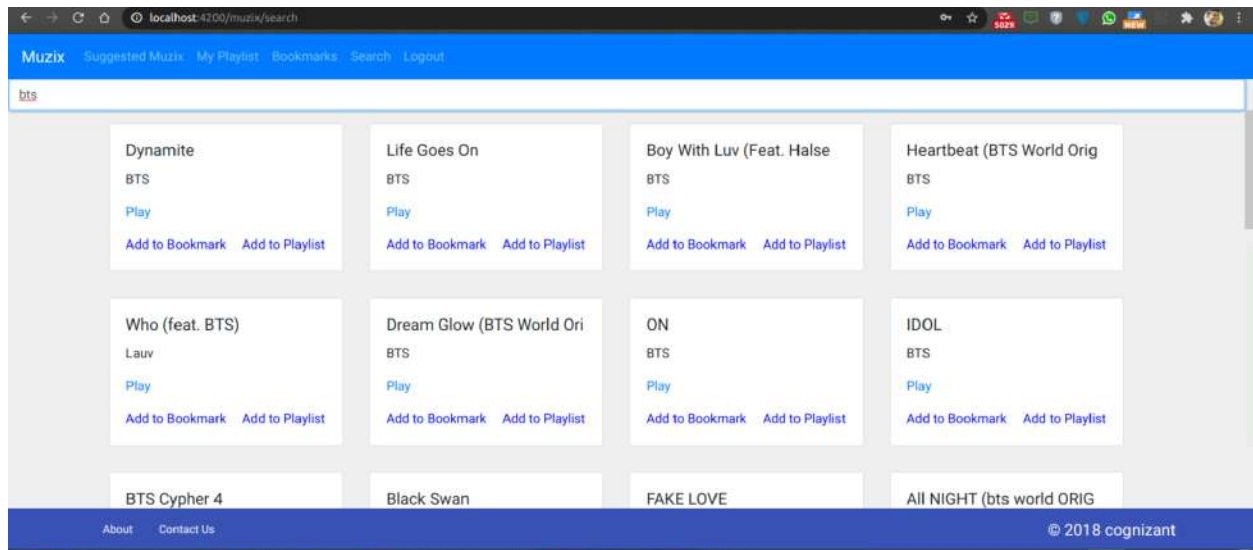 localhost:4200/muzix/search
502%
NEW
Muzix Suggested Muzix My Playlist Bookmarks Search Logout
bts
Dynamite Life Goes On Boy With Luv (Feat. Halse Heartbeat (BTS World Orig
BTS BTS BTS BTS
Play Play Play Play
Add to Bookmark Add to Playlist Add to Bookmark Add to Playlist Add to Bookmark Add to Playlist Add to Bookmark Add to Playlist
Who (feat. BTS) Dream Glow (BTS World Ori ON IDOL
Lauv BTS BTS BTS
Play Play Play Play
Add to Bookmark Add to Playlist Add to Bookmark Add to Playlist Add to Bookmark Add to Playlist Add to Bookmark Add to Playlist
BTS Cypher 4 Black Swan FAKE LOVE All NIGHT (bts world ORIG
About Contact Us © 2018 cognizant